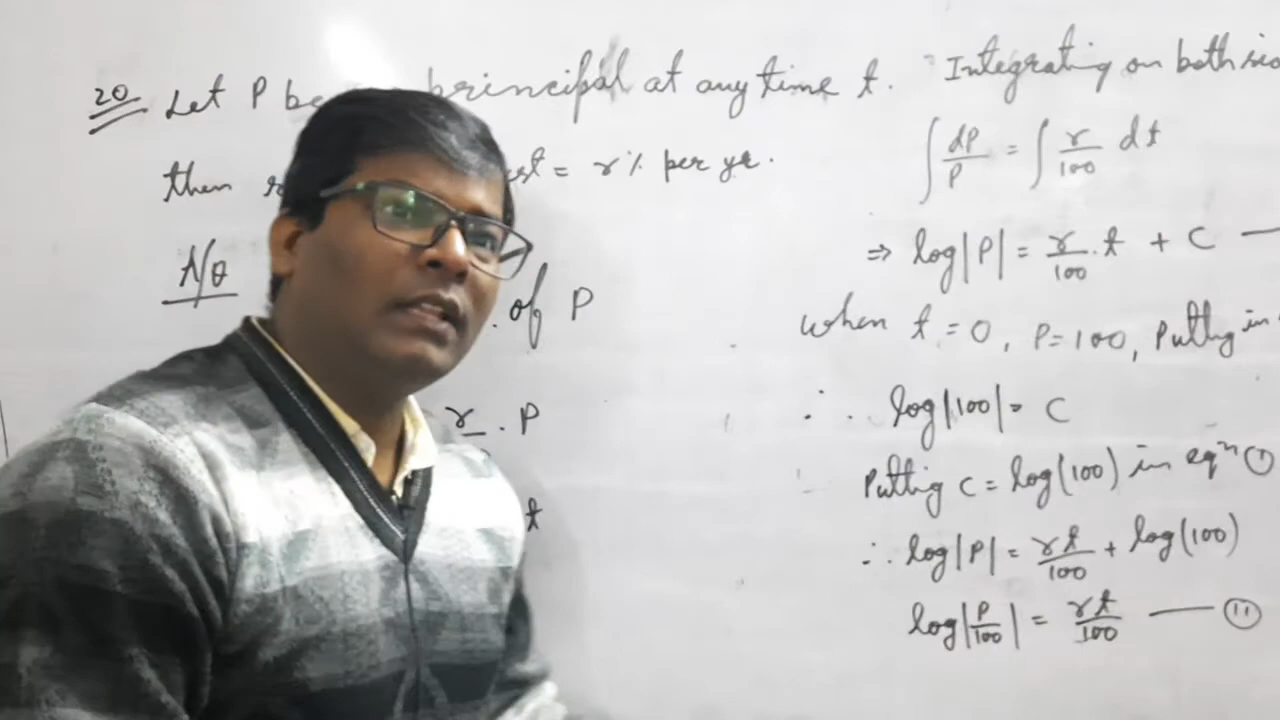 20 Let P be principal at any time t.
then = r% per yr.
A/Q
of P
r . P
t
Integrating on both
∫ dP/P = ∫ r/100 dt
⇒ log|P| = r/100 . t + C —
When t = 0, P = 100, Putting in
∴ log|100| = C
Putting C = log(100) in eqn (1)
∴ log|P| = rt/100 + log(100)
log|P/100| = rt/100 — (11)